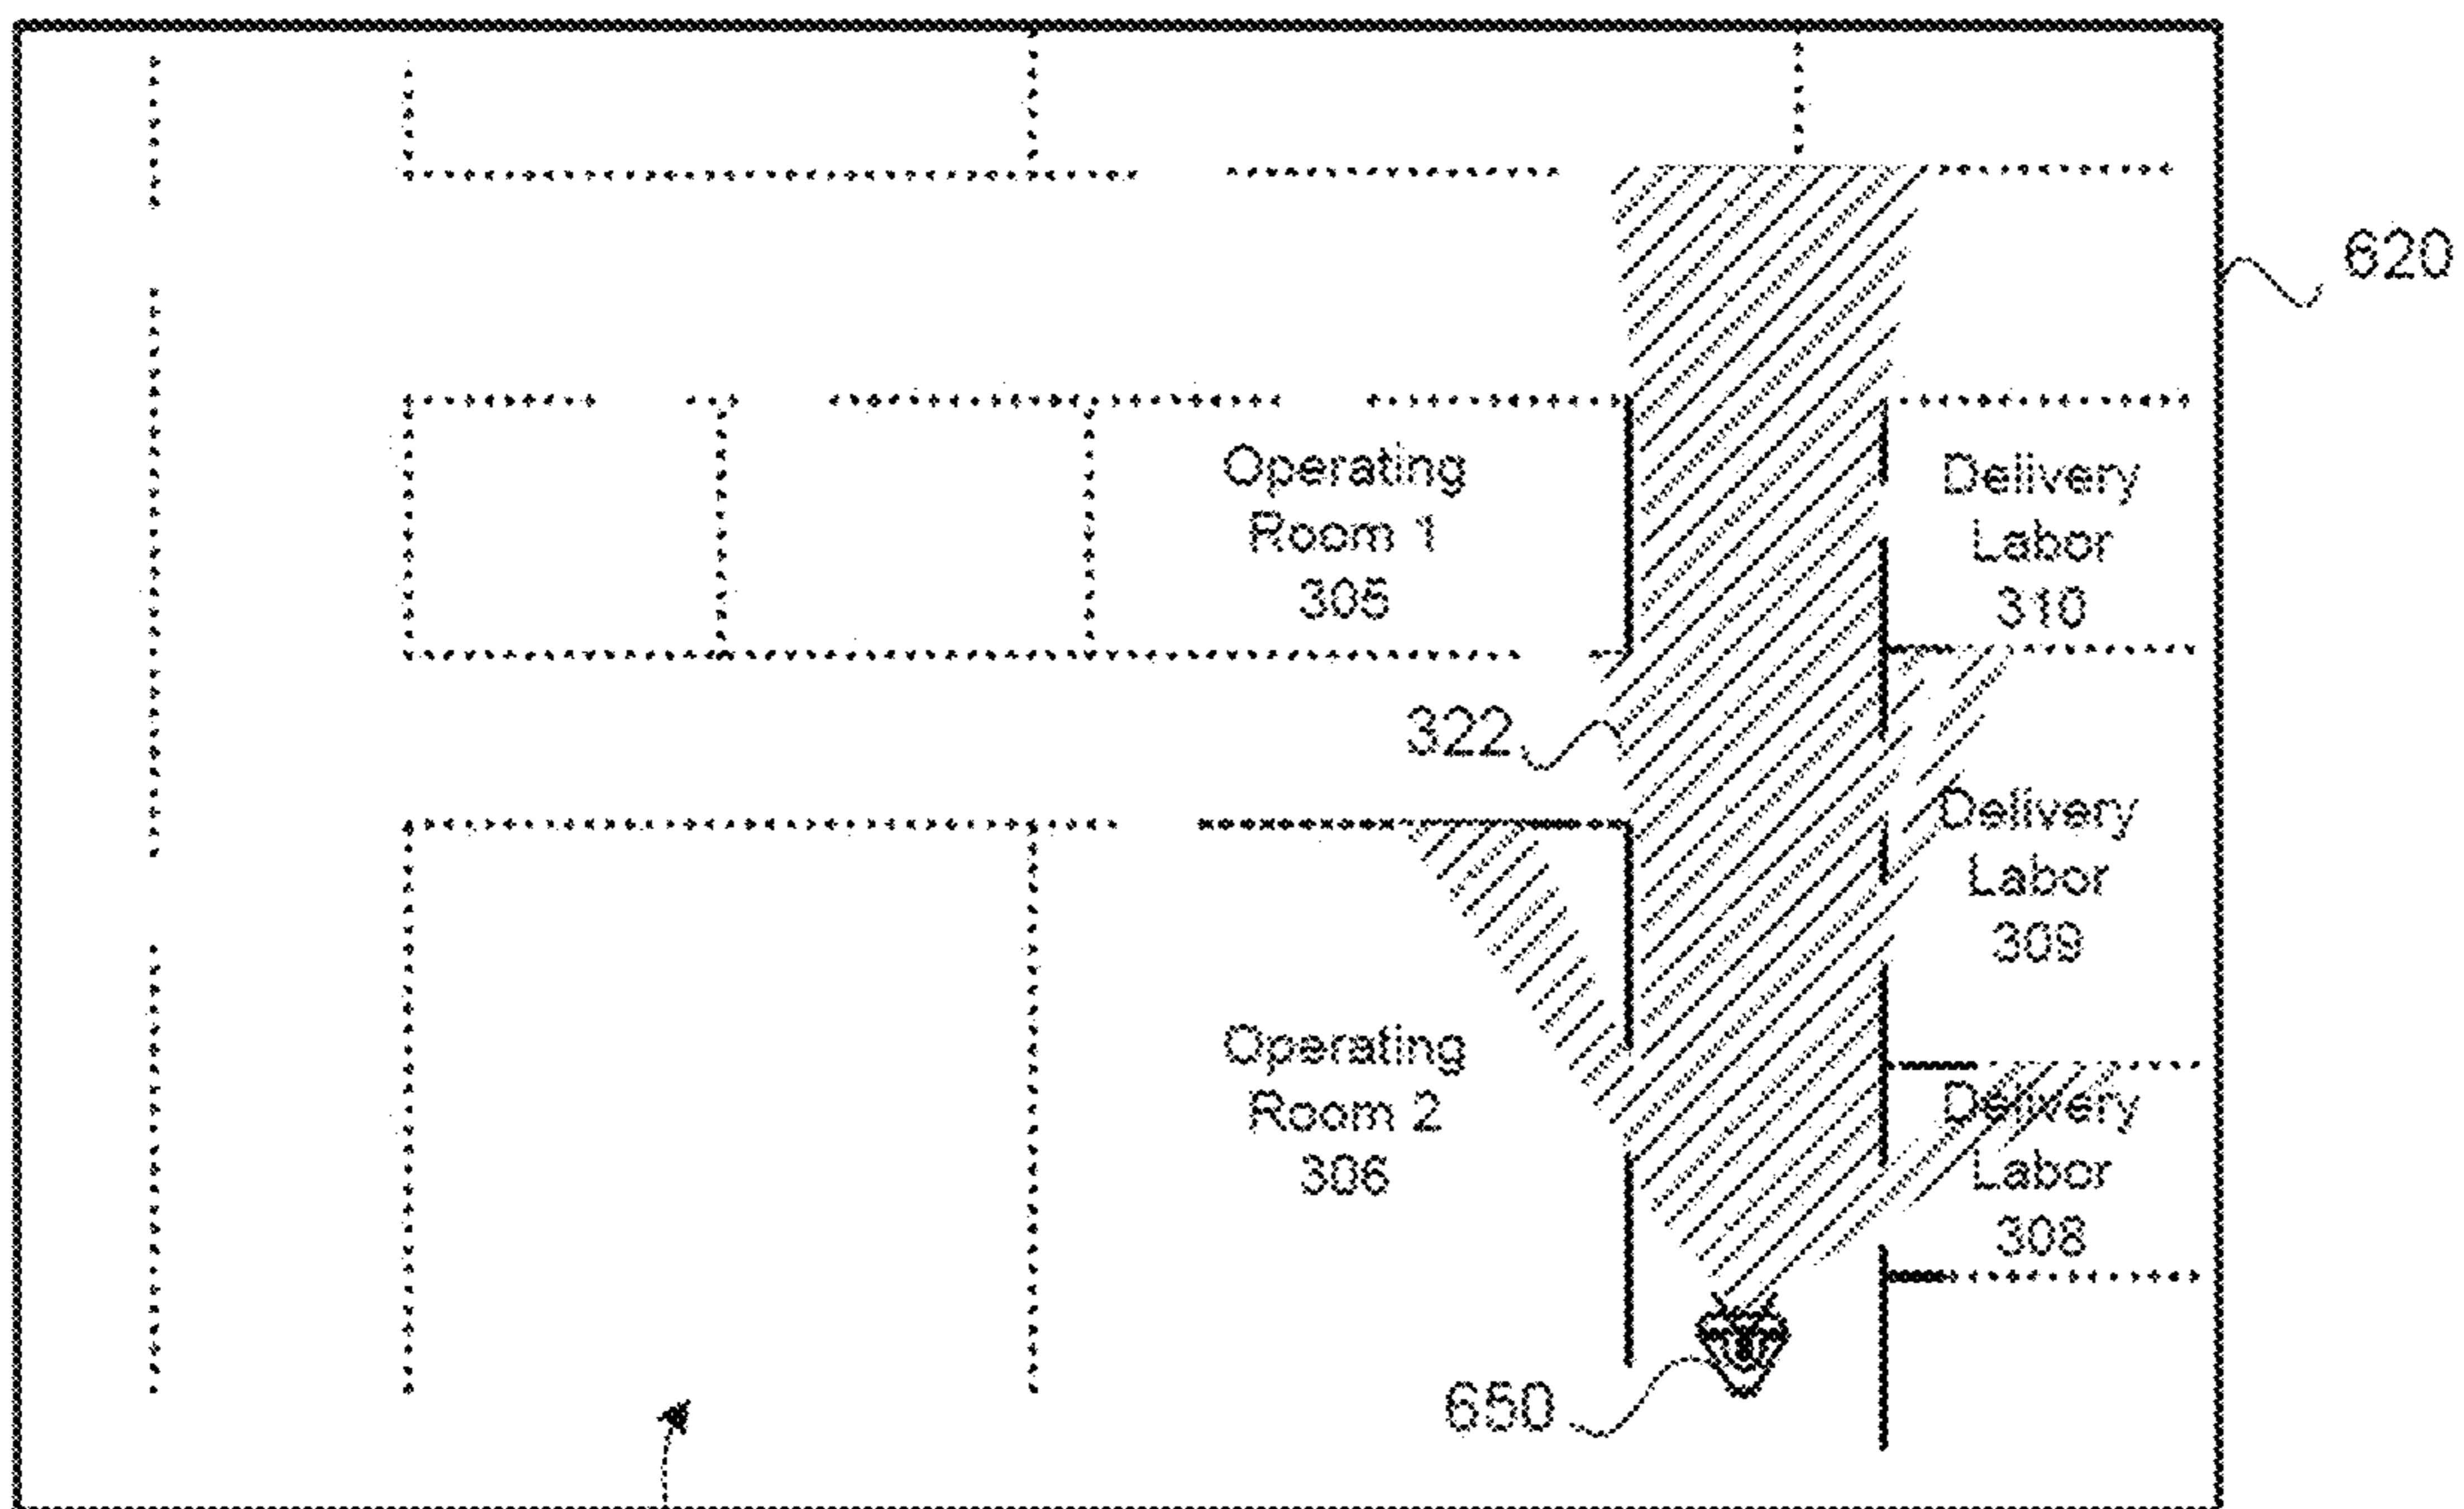 620
Operating
Room 1
305
Delivery
Labor
310
322
Delivery
Labor
309
Operating
Room 2
306
Delivery
Labor
308
650